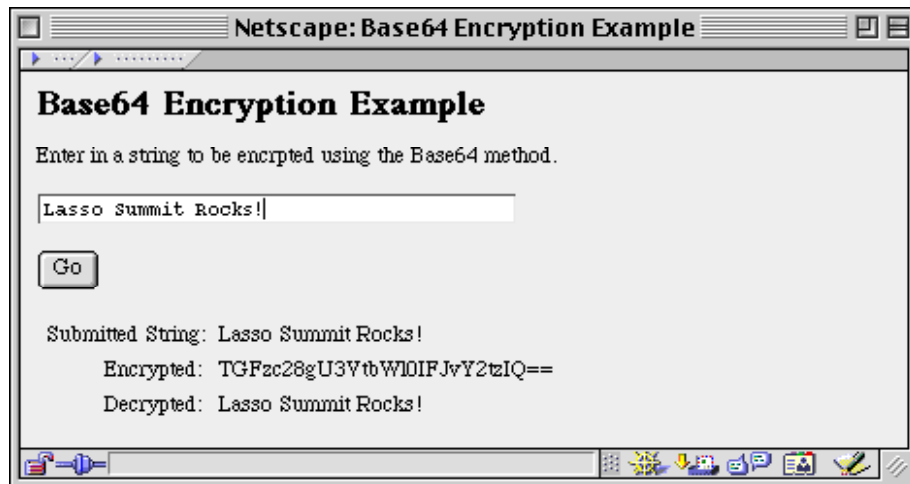 Netscape: Base64 Encryption Example
Base64 Encryption Example
Enter in a string to be encrpted using the Base64 method.
Lasso Summit Rocks!
Go
Submitted String: Lasso Summit Rocks!
Encrypted: TGFzc28gU3VtbWl0IFJvY2tzIQ==
Decrypted: Lasso Summit Rocks!